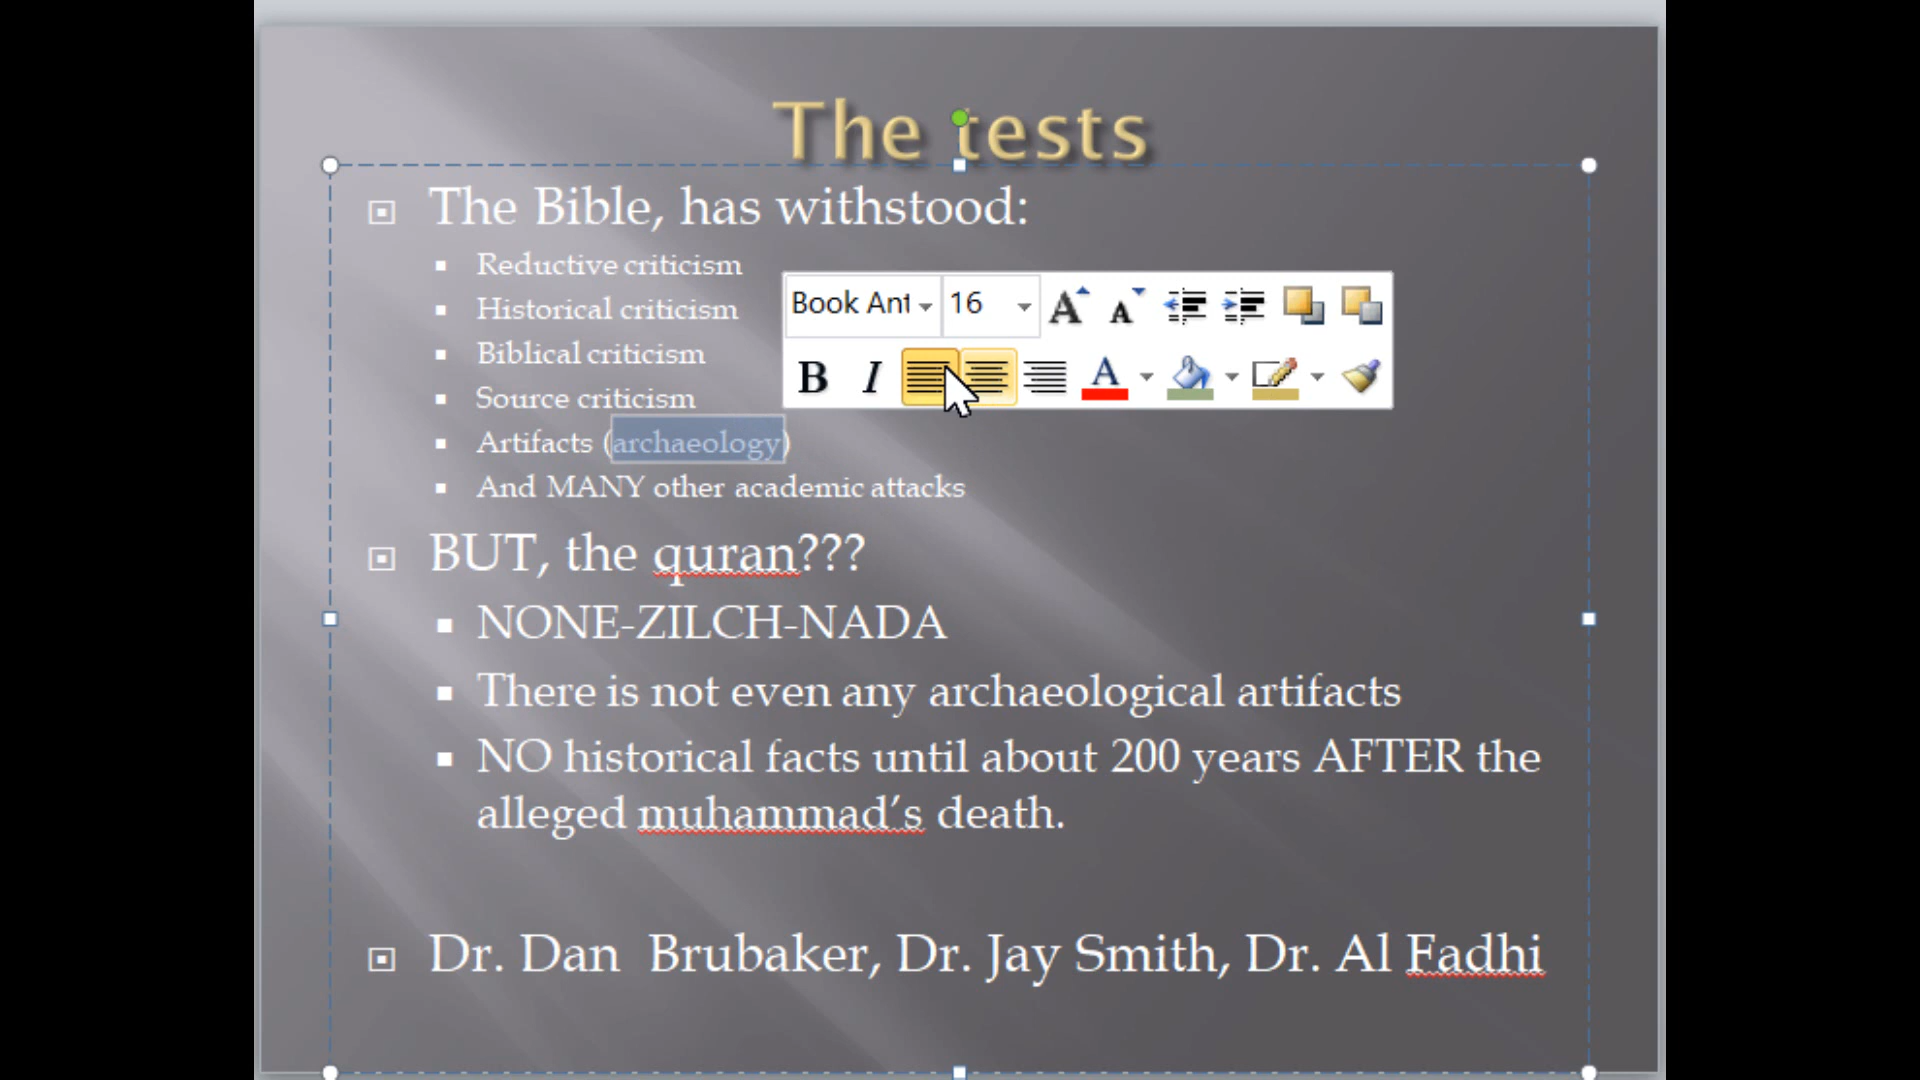 The tests
The Bible, has withstood:
Reductive criticism
Historical criticism
Biblical criticism
Source criticism
Artifacts (archaeology)
And MANY other academic attacks
Book Ant 16
B I
BUT, the quran???
NONE-ZILCH-NADA
There is not even any archaeological artifacts
NO historical facts until about 200 years AFTER the
alleged muhammad’s death.
Dr. Dan Brubaker, Dr. Jay Smith, Dr. Al Fadhi